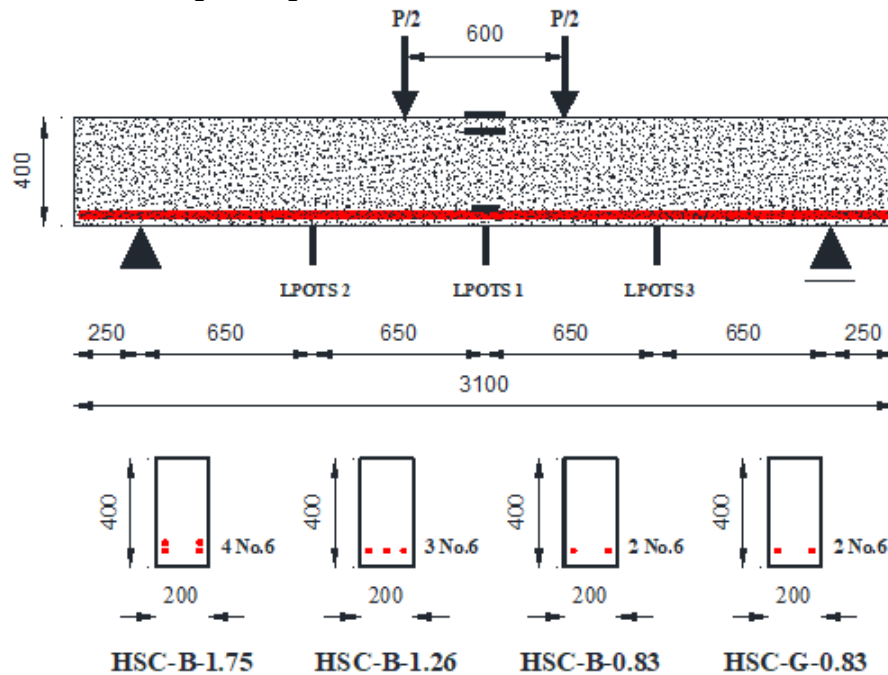 P/2 P/2
600
400
LPOTS 2 LPOTS 1 LPOTS 3
250 650 650 650 650 250
3100
400 4 No.6 400 3 No.6 400 2 No.6 400 2 No.6
200 200 200 200
HSC-B-1.75 HSC-B-1.26 HSC-B-0.83 HSC-G-0.83